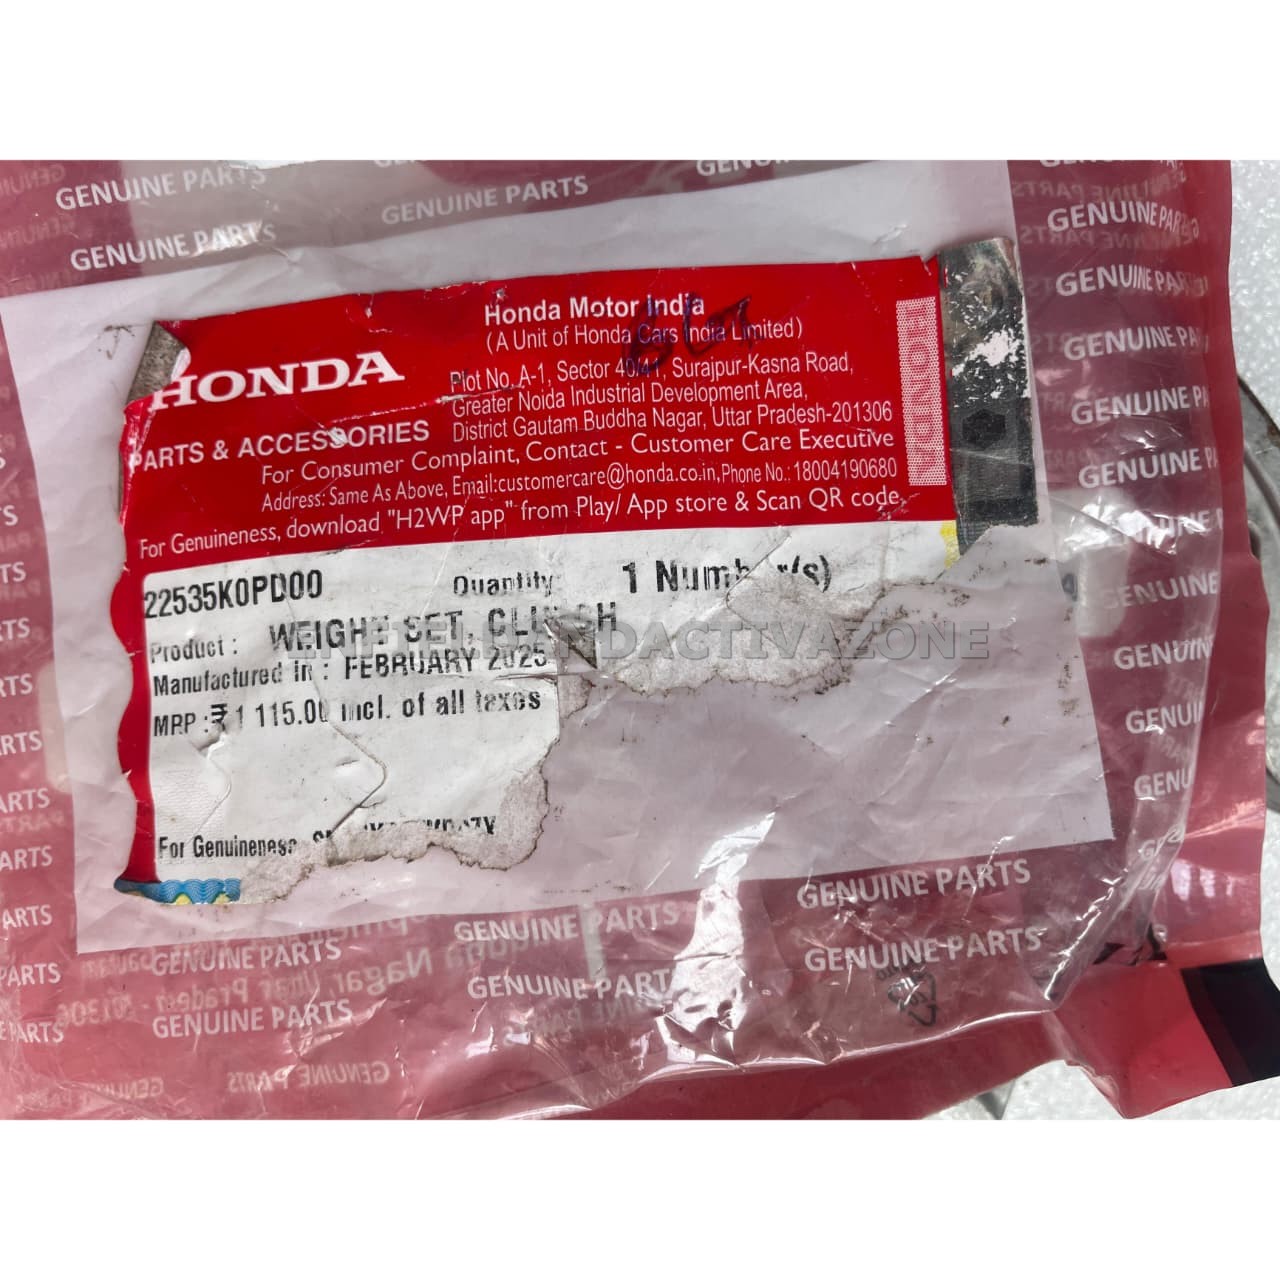 GENUINE PARTS
GENUINE PARTS
GENUINE PARTS
Honda Motor India
(A Unit of Honda Cars India Limited)
Plot No. A-1, Sector 40/41, Surajpur-Kasna Road,
Greater Noida Industrial Development Area,
District Gautam Buddha Nagar, Uttar Pradesh-201306
HONDA
PARTS & ACCESSORIES
For Consumer Complaint, Contact - Customer Care Executive
Address: Same As Above, Email:customercare@honda.co.in, Phone No.: 18004190680
For Genuineness, download "H2WP app" from Play/ App store & Scan QR code.
HONDA
22535K0PD00 Quantity: 1 Number(s)
Product : WEIGHT SET, CLUTCH
Manufactured in : FEBRUARY 2025
MRP :₹ 1 115.00 incl. of all taxes
For Genuineness
GENUINE PARTS
GENUINE PARTS
GENUINE PARTS
GENUINE PARTS
GENUINE PARTS
GENUINE PARTS
GENUINE PARTS